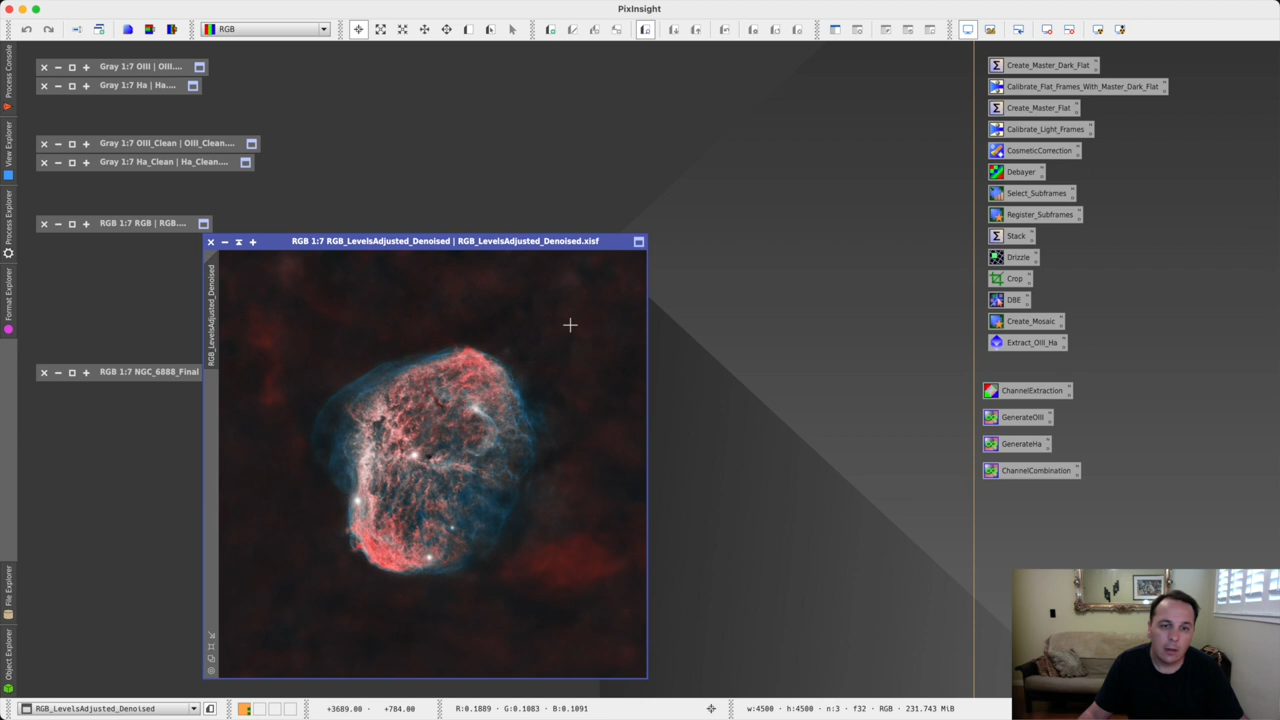 PixInsight
RGB
Process Console
View Explorer
Process Explorer
Format Explorer
File Explorer
Object Explorer
Gray 1:7 OIII | OIII....
Gray 1:7 Ha | Ha....
Gray 1:7 OIII_Clean | OIII_Clean....
Gray 1:7 Ha_Clean | Ha_Clean....
RGB 1:7 RGB | RGB....
RGB 1:7 RGB_LevelsAdjusted_Denoised | RGB_LevelsAdjusted_Denoised.xisf
RGB_LevelsAdjusted_Denoised
RGB 1:7 NGC_6888_Final
Create_Master_Dark_Flat
Calibrate_Flat_Frames_With_Master_Dark_Flat
Create_Master_Flat
Calibrate_Light_Frames
CosmeticCorrection
Debayer
Select_Subframes
Register_Subframes
Stack
Drizzle
Crop
DBE
Create_Mosaic
Extract_OIII_Ha
ChannelExtraction
GenerateOIII
GenerateHa
ChannelCombination
RGB_LevelsAdjusted_Denoised
+3689.00 · +784.00 ·
R:0.1889 · G:0.1083 · B:0.1091
w:4500 · h:4500 · n:3 · f32 · RGB · 231.743 MiB